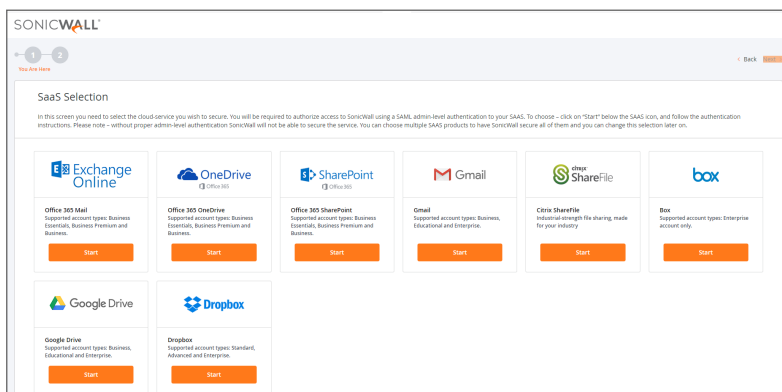 SONICWALL®
1 2
You Are Here
Back Next
SaaS Selection
In this screen you need to select the cloud-service you wish to secure. You will be required to authorize access to SonicWall using a SAML admin-level authentication to your SAAS. To choose – click on "Start" below the SAAS icon, and follow the authentication
instructions. Please note – without proper admin-level authentication SonicWall will not be able to secure the service. You can choose multiple SAAS products to have SonicWall secure all of them and you can change this selection later on.
Exchange
Online
Office 365 Mail
Supported account types: Business
Essentials, Business Premium and
Business.
Start
OneDrive
Office 365
Office 365 OneDrive
Supported account types: Business
Essentials, Business Premium and
Business.
Start
SharePoint
Office 365
Office 365 SharePoint
Supported account types: Business
Essentials, Business Premium and
Business.
Start
Gmail
Gmail
Supported account types: Business,
Educational and Enterprise.
Start
citrix
ShareFile
Citrix ShareFile
Industrial-strength file sharing, made
for your industry
Start
box
Box
Supported account types: Enterprise
account only.
Start
Google Drive
Google Drive
Supported account types: Business,
Educational and Enterprise.
Start
Dropbox
Dropbox
Supported account types: Standard,
Advanced and Enterprise.
Start